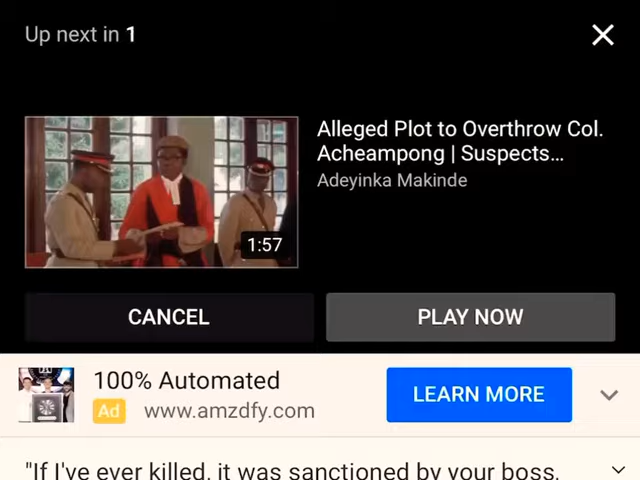 Up next in 1
Alleged Plot to Overthrow Col.
Acheampong | Suspects...
Adeyinka Makinde
1:57
CANCEL
PLAY NOW
100% Automated
LEARN MORE
Ad
www.amzdfy.com
"If I've ever killed, it was sanctioned by your boss,